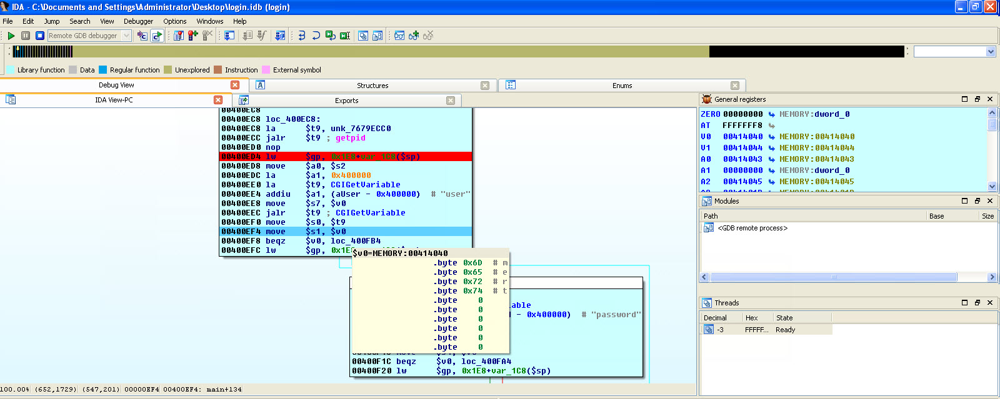 IDA - C:\Documents and Settings\Administrator\Desktop\login.idb (login)
File Edit Jump Search View Debugger Options Windows Help
Remote GDB debugger
Library function Data Regular function Unexplored Instruction External symbol
Debug View Structures Enums
IDA View-PC Exports
00400EC8
00400EC8 loc_400EC8:
00400EC8 la $t9, unk_7679ECC0
00400ECC jalr $t9 ; getpid
00400ED0 nop
00400ED4 lw $gp, 0x1E8+var_1C8($sp)
00400ED8 move $a0, $s2
00400EDC la $a1, 0x400000
00400EE0 la $t9, CGIGetVariable
00400EE4 addiu $a1, (aUser - 0x400000) # "user"
00400EE8 move $s7, $v0
00400EEC jalr $t9 ; CGIGetVariable
00400EF0 move $s0, $t9
00400EF4 move $s1, $v0
00400EF8 beqz $v0, loc_400FB4
00400EFC lw $gp, 0x1E8
$v0=MEMORY:00414040
.byte 0x6D # m
.byte 0x65 # e
.byte 0x72 # r
.byte 0x74 # t
.byte 0
.byte 0
.byte 0
.byte 0
.byte 0
.byte 0
iable
- 0x400000) # "password"
00400F1C beqz $v0, loc_400FA4
00400F20 lw $gp, 0x1E8+var_1C8($sp)
100.00% (652,1729) (547,201) 00000EF4 00400EF4: main+134
General registers
ZERO 00000000 MEMORY:dword_0
AT FFFFFFF8
V0 00414040 MEMORY:00414040
V1 00414044 MEMORY:00414044
A0 00414043 MEMORY:00414043
A1 00000000 MEMORY:dword_0
A2 00414045 MEMORY:00414045
Modules
Path Base Size
<GDB remote process>
Threads
Decimal Hex State
-3 FFFFF... Ready